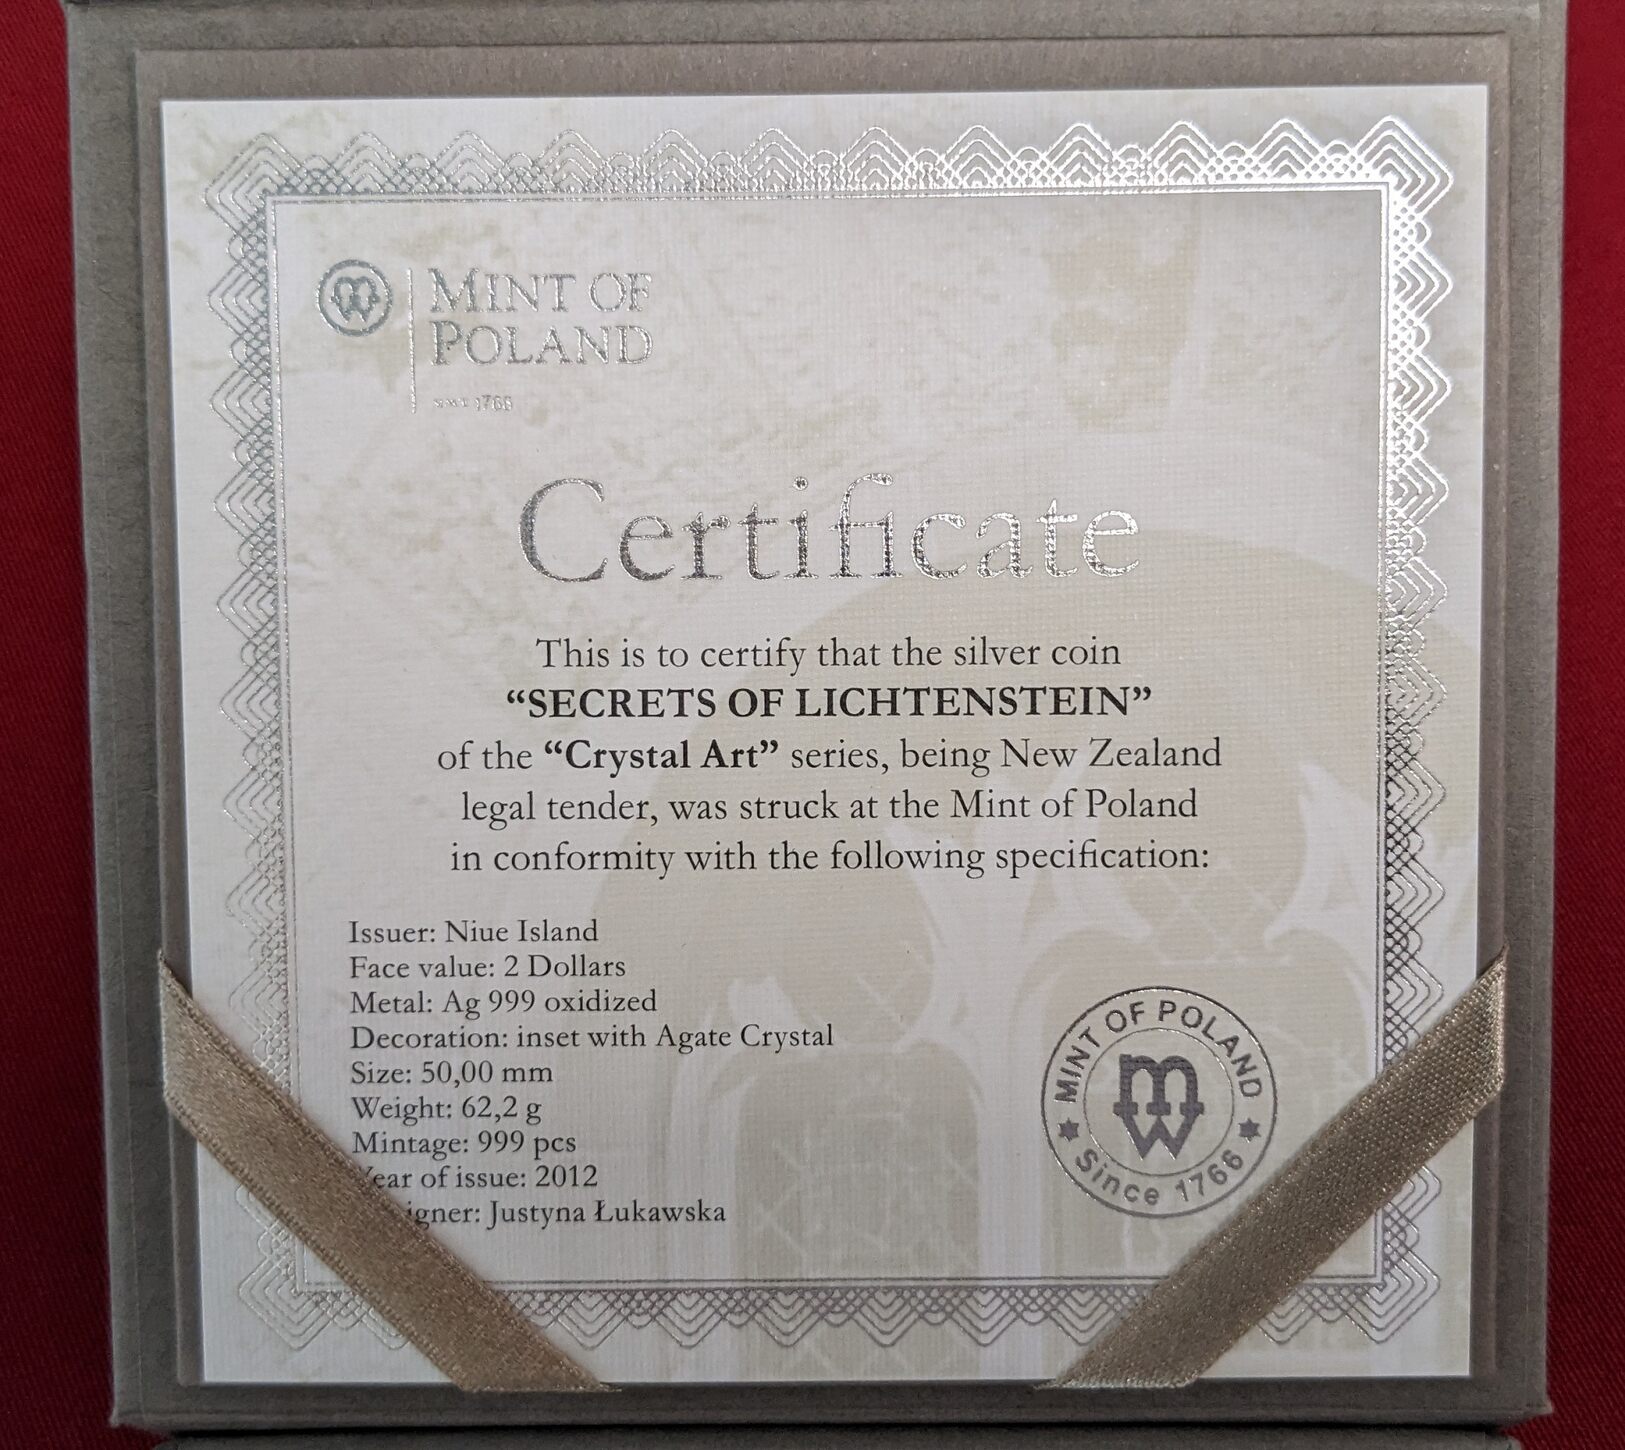 MINT OF
POLAND
SINCE 1766
Certificate
This is to certify that the silver coin
“SECRETS OF LICHTENSTEIN”
of the “Crystal Art” series, being New Zealand
legal tender, was struck at the Mint of Poland
in conformity with the following specification:
Issuer: Niue Island
Face value: 2 Dollars
Metal: Ag 999 oxidized
Decoration: inset with Agate Crystal
Size: 50,00 mm
Weight: 62,2 g
Mintage: 999 pcs
Year of issue: 2012
igner: Justyna Łukawska
MINT OF POLAND
Since 1766